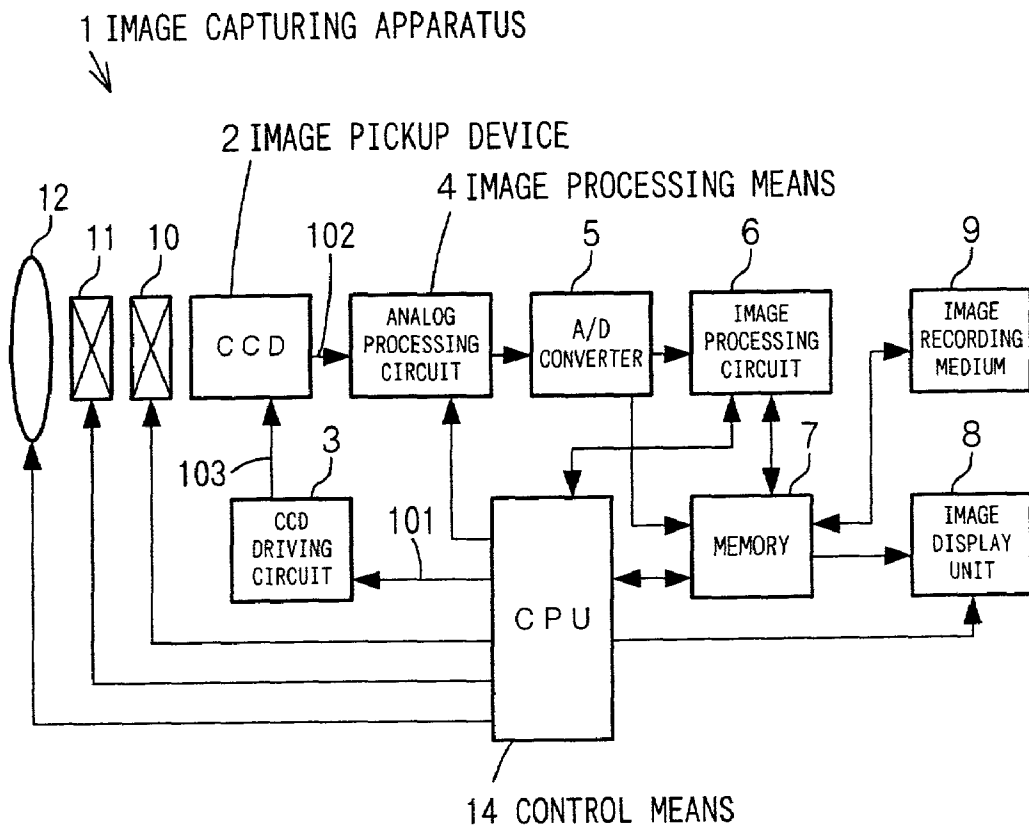 1 IMAGE CAPTURING APPARATUS
2 IMAGE PICKUP DEVICE
4 IMAGE PROCESSING MEANS
12
11
10
102
5
6
9
CCD
ANALOG
PROCESSING
CIRCUIT
A/D
CONVERTER
IMAGE
PROCESSING
CIRCUIT
IMAGE
RECORDING
MEDIUM
103
3
101
7
8
CCD
DRIVING
CIRCUIT
CPU
MEMORY
IMAGE
DISPLAY
UNIT
14 CONTROL MEANS